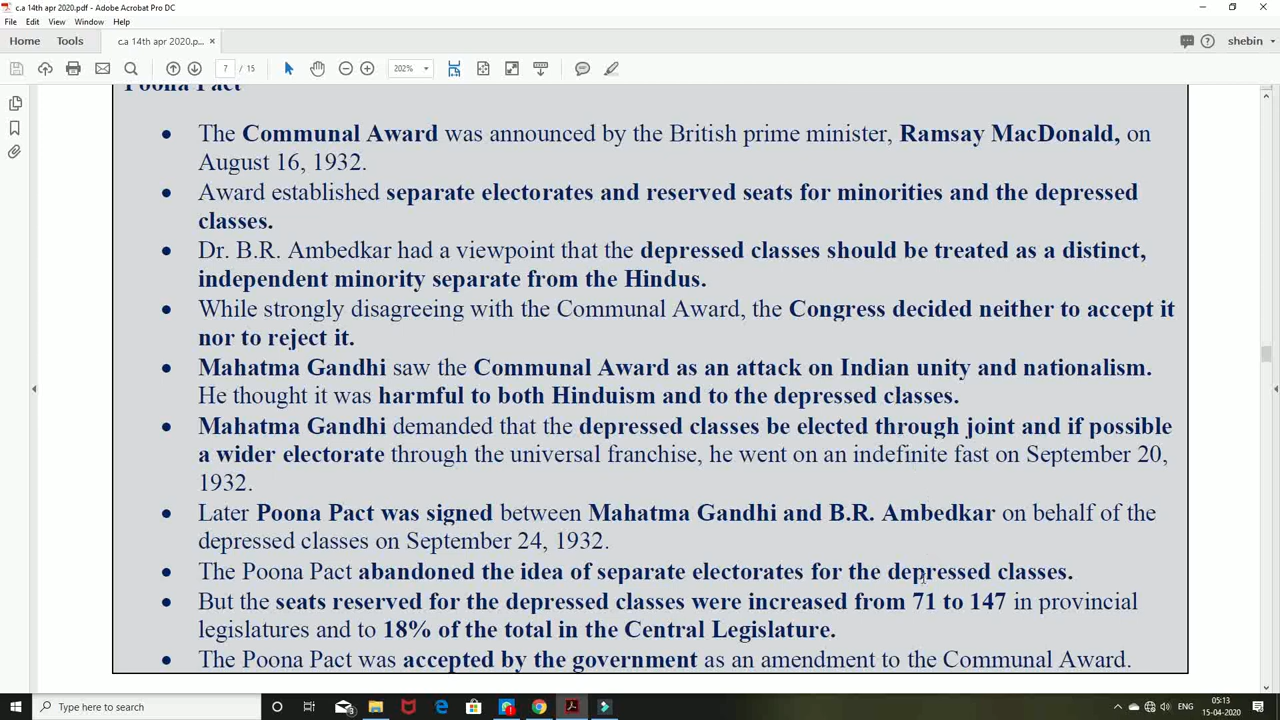 c.a 14th apr 2020.pdf - Adobe Acrobat Pro DC
File Edit View Window Help
Home Tools c.a 14th apr 2020.p... × shebin
7 / 15 202%
Poona Pact
• The Communal Award was announced by the British prime minister, Ramsay MacDonald, on
August 16, 1932.
• Award established separate electorates and reserved seats for minorities and the depressed
classes.
• Dr. B.R. Ambedkar had a viewpoint that the depressed classes should be treated as a distinct,
independent minority separate from the Hindus.
• While strongly disagreeing with the Communal Award, the Congress decided neither to accept it
nor to reject it.
• Mahatma Gandhi saw the Communal Award as an attack on Indian unity and nationalism.
He thought it was harmful to both Hinduism and to the depressed classes.
• Mahatma Gandhi demanded that the depressed classes be elected through joint and if possible
a wider electorate through the universal franchise, he went on an indefinite fast on September 20,
1932.
• Later Poona Pact was signed between Mahatma Gandhi and B.R. Ambedkar on behalf of the
depressed classes on September 24, 1932.
• The Poona Pact abandoned the idea of separate electorates for the depressed classes.
• But the seats reserved for the depressed classes were increased from 71 to 147 in provincial
legislatures and to 18% of the total in the Central Legislature.
• The Poona Pact was accepted by the government as an amendment to the Communal Award.
Type here to search
05:13
15-04-2020